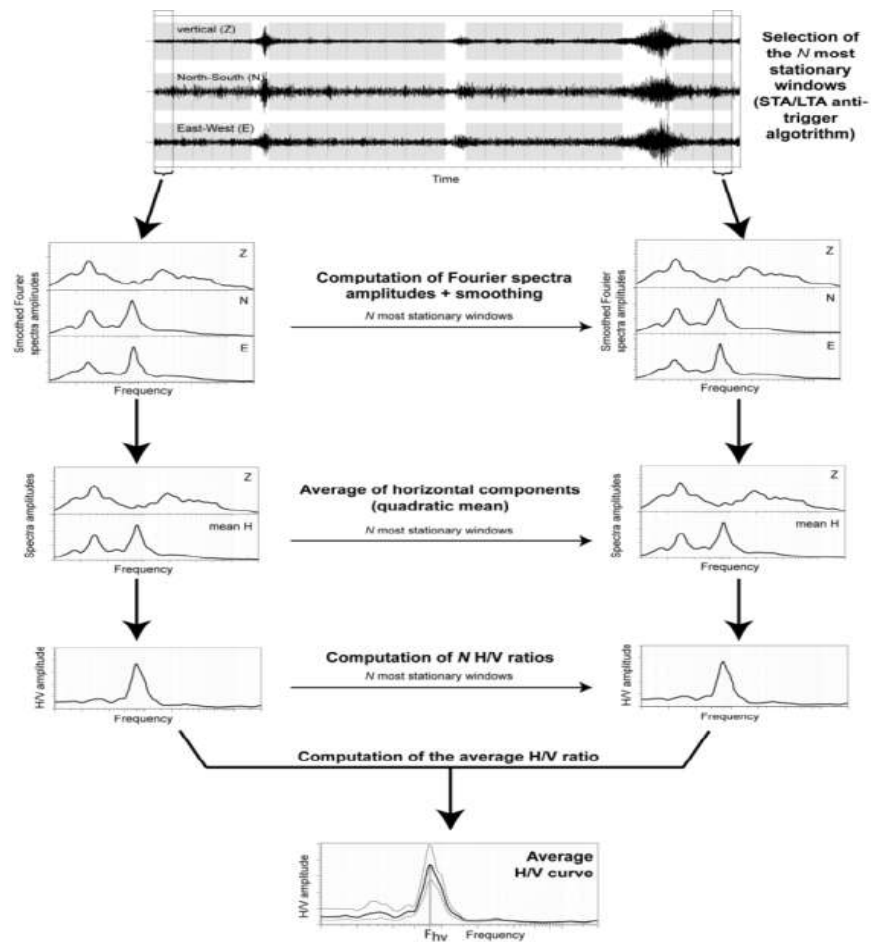 vertical (Z)
North-South (N)
East-West (E)
Time
Selection of
the N most
stationary
windows
(STA/LTA anti-
trigger
algotrithm)
Smoothed Fourier
spectra amplirudes
Z
N
E
Frequency
Computation of Fourier spectra
amplitudes + smoothing
N most stationary windows
Smoothed Fourier
spectra amplirudes
Z
N
E
Frequency
Spectra amplitudes
Z
mean H
Frequency
Average of horizontal components
(quadratic mean)
N most stationary windows
Spectra amplitudes
Z
mean H
Frequency
H/V amplitude
Frequency
Computation of N H/V ratios
N most stationary windows
H/V amplitude
Frequency
Computation of the average H/V ratio
H/V amplitude
Average
H/V curve
Fhv
Frequency